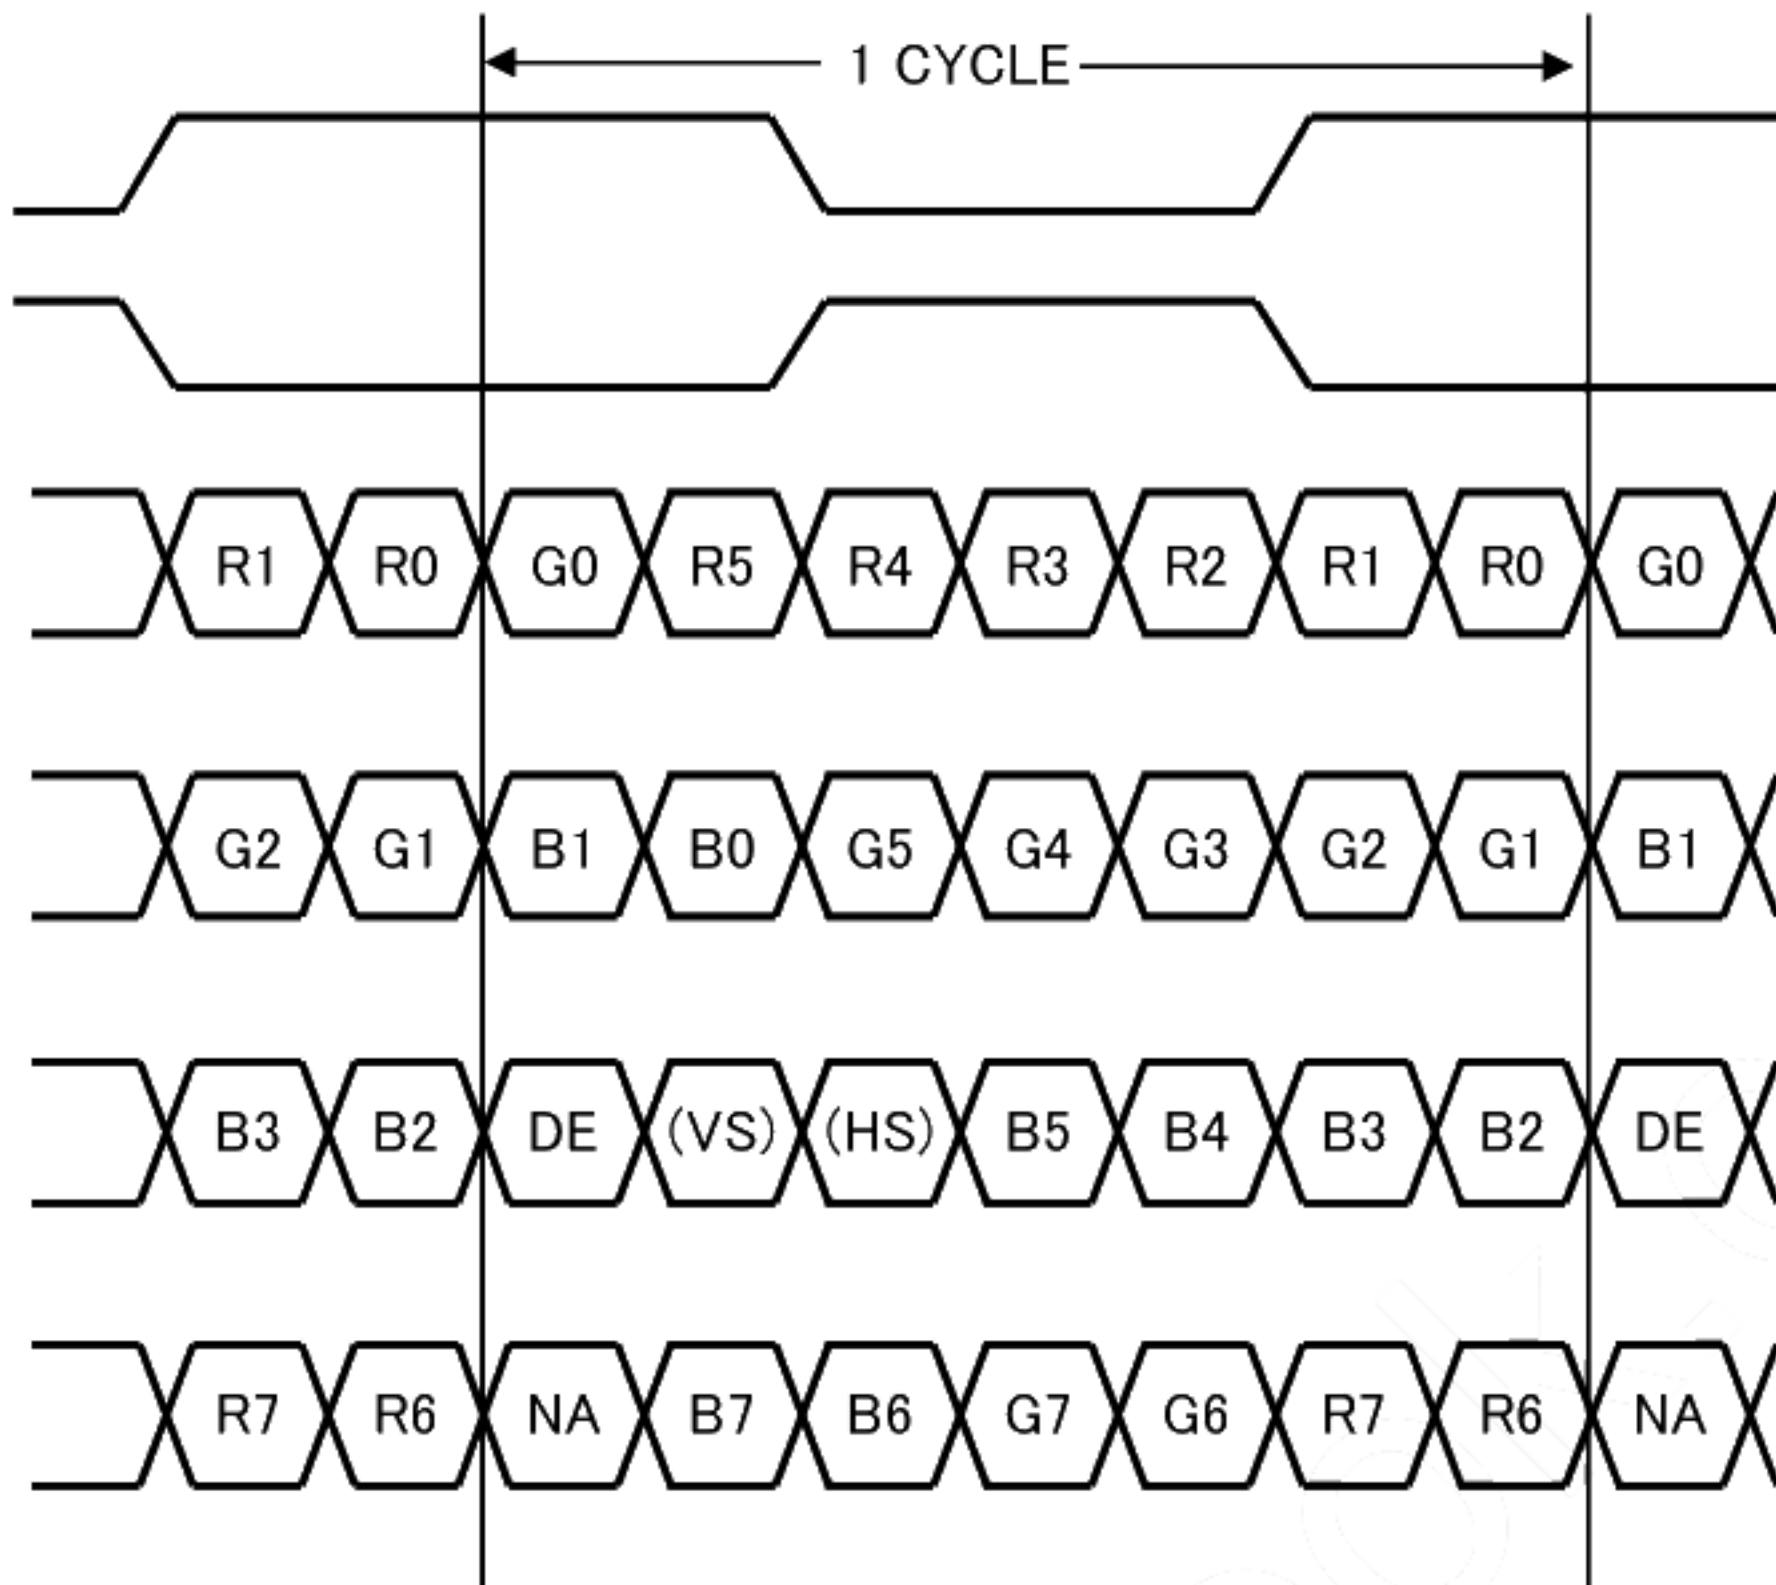 1 CYCLE
R1 R0 G0 R5 R4 R3 R2 R1 R0 G0
G2 G1 B1 B0 G5 G4 G3 G2 G1 B1
B3 B2 DE (VS) (HS) B5 B4 B3 B2 DE
R7 R6 NA B7 B6 G7 G6 R7 R6 NA